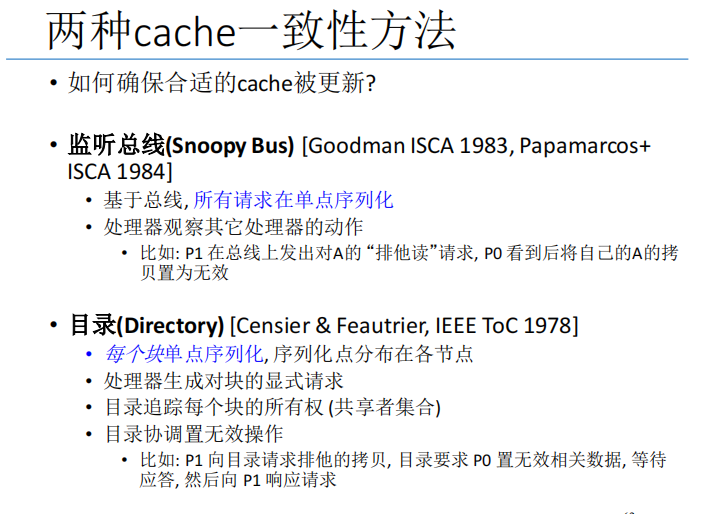 两种cache一致性方法
• 如何确保合适的cache被更新?
• 监听总线(Snoopy Bus) [Goodman ISCA 1983, Papamarcos+
ISCA 1984]
• 基于总线, 所有请求在单点序列化
• 处理器观察其它处理器的动作
• 比如: P1 在总线上发出对A的 “排他读”请求, P0 看到后将自己的A的拷
贝置为无效
• 目录(Directory) [Censier & Feautrier, IEEE ToC 1978]
• 每个块单点序列化, 序列化点分布在各节点
• 处理器生成对块的显式请求
• 目录追踪每个块的所有权 (共享者集合)
• 目录协调置无效操作
• 比如: P1 向目录请求排他的拷贝, 目录要求 P0 置无效相关数据, 等待
应答, 然后向 P1 响应请求